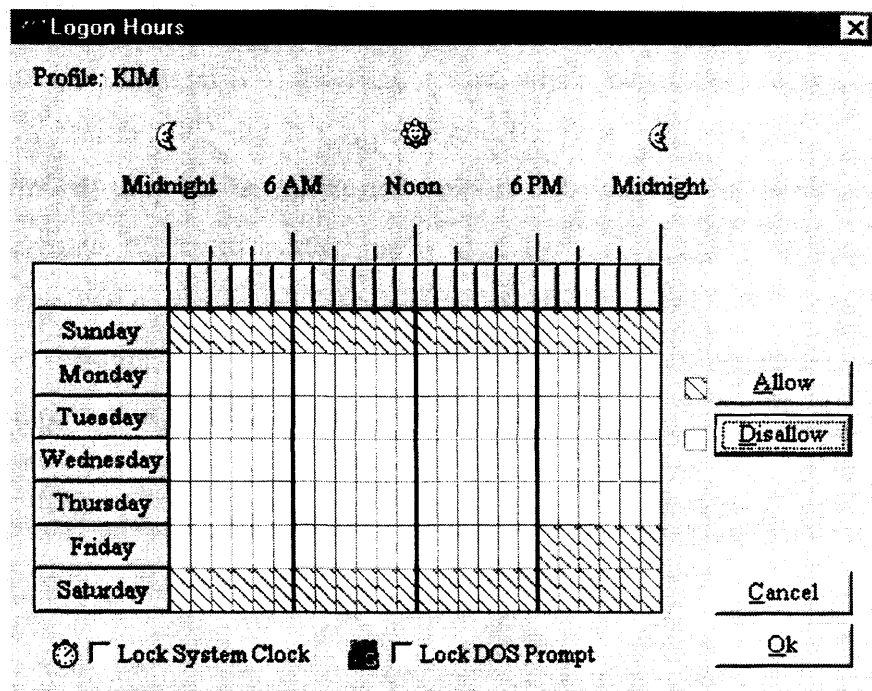 Logon Hours
Profile: KIM
Midnight 6 AM Noon 6 PM Midnight
Sunday
Monday
Tuesday
Wednesday
Thursday
Friday
Saturday
Allow
Disallow
Cancel
Ok
Lock System Clock
Lock DOS Prompt